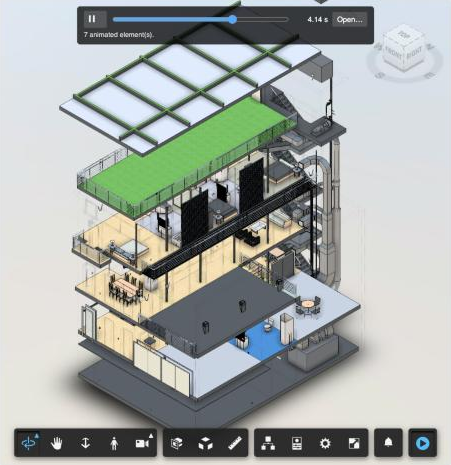 4.14 s Open...
7 animated element(s).
TOP
FRONT
RIGHT